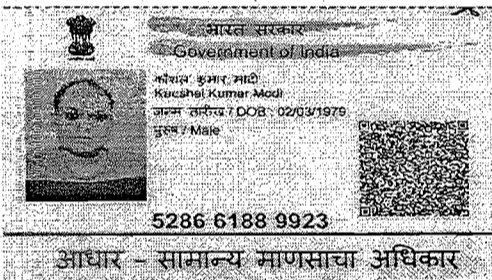 भारत सरकार
Government of India
कौशल कुमार मोदी
Kaushal Kumar Modi
जन्म तारीख / DOB : 02/03/1979
पुरुष / Male
5286 6188 9923
आधार - सामान्य माणसाचा अधिकार